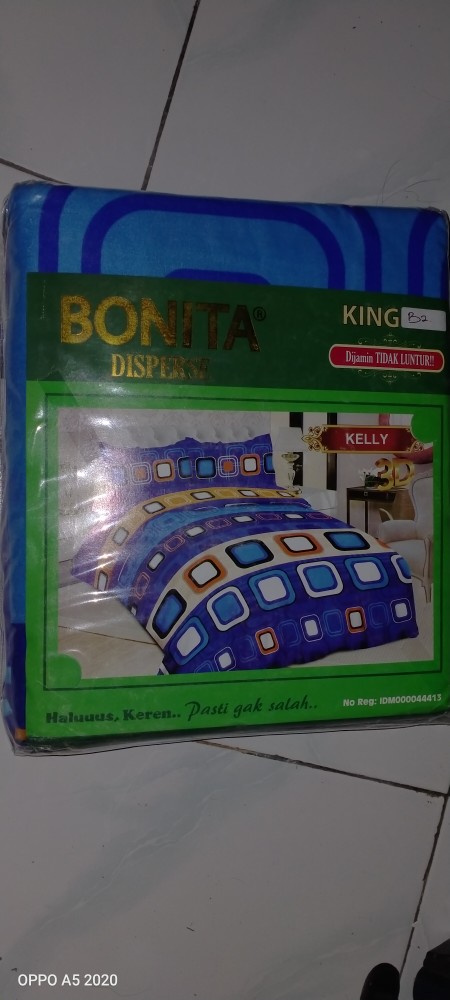 BONITA®
DISPERSE
KING B2
Dijamin TIDAK LUNTUR!!
KELLY
3D
Haluuus, Keren.. Pasti gak salah..
No Reg: IDM000044413
OPPO A5 2020